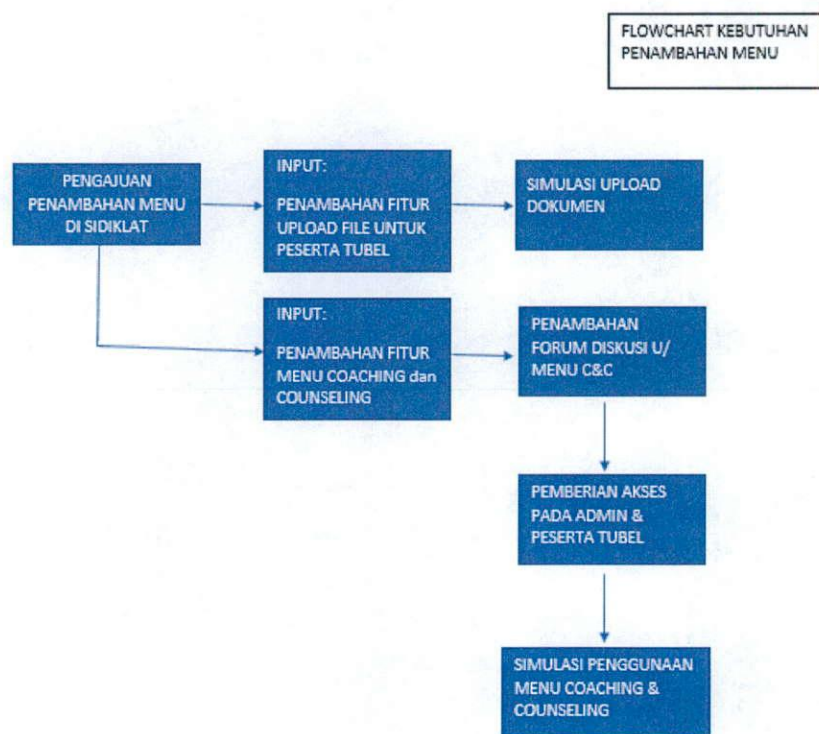 FLOWCHART KEBUTUHAN
PENAMBAHAN MENU
PENGAJUAN
PENAMBAHAN MENU
DI SIDIKLAT
INPUT:
PENAMBAHAN FITUR
UPLOAD FILE UNTUK
PESERTA TUBEL
SIMULASI UPLOAD
DOKUMEN
INPUT:
PENAMBAHAN FITUR
MENU COACHING dan
COUNSELING
PENAMBAHAN
FORUM DISKUSI U/
MENU C&C
PEMBERIAN AKSES
PADA ADMIN &
PESERTA TUBEL
SIMULASI PENGGUNAAN
MENU COACHING &
COUNSELING